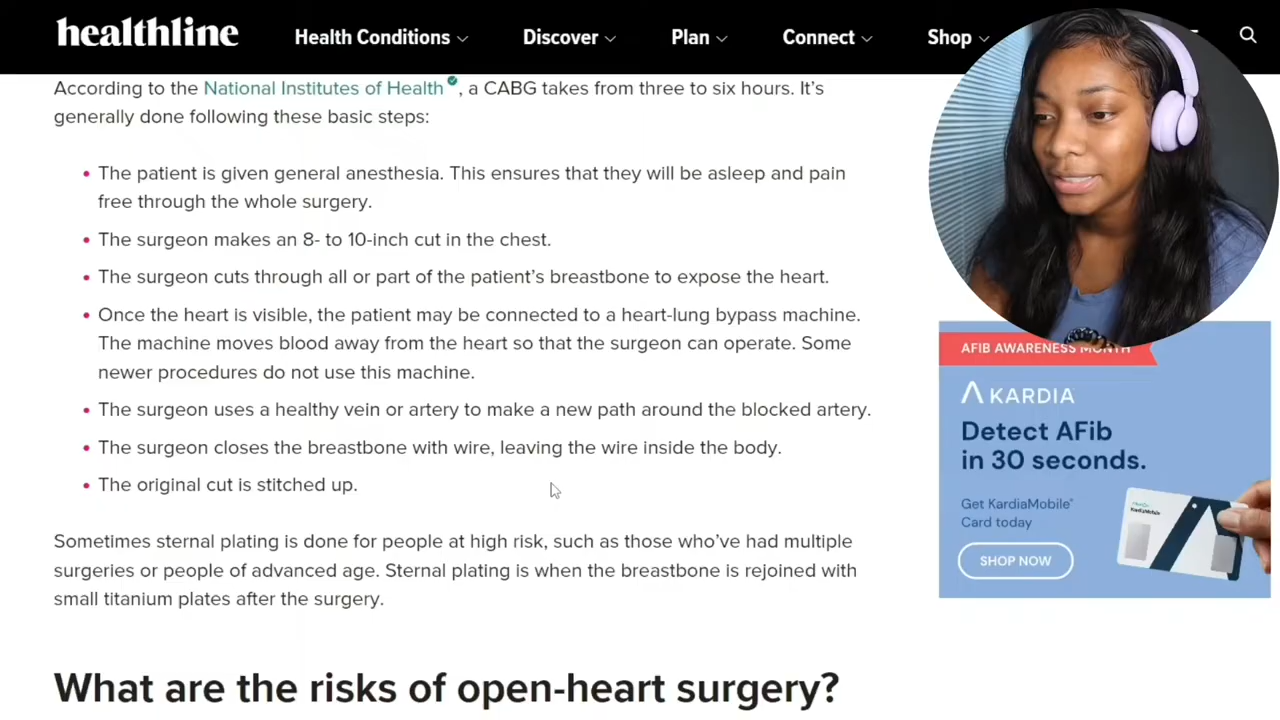 healthline
Health Conditions
Discover
Plan
Connect
Shop
According to the National Institutes of Health, a CABG takes from three to six hours. It's
generally done following these basic steps:
• The patient is given general anesthesia. This ensures that they will be asleep and pain
free through the whole surgery.
• The surgeon makes an 8- to 10-inch cut in the chest.
• The surgeon cuts through all or part of the patient's breastbone to expose the heart.
• Once the heart is visible, the patient may be connected to a heart-lung bypass machine.
The machine moves blood away from the heart so that the surgeon can operate. Some
newer procedures do not use this machine.
• The surgeon uses a healthy vein or artery to make a new path around the blocked artery.
• The surgeon closes the breastbone with wire, leaving the wire inside the body.
• The original cut is stitched up.
Sometimes sternal plating is done for people at high risk, such as those who've had multiple
surgeries or people of advanced age. Sternal plating is when the breastbone is rejoined with
small titanium plates after the surgery.
What are the risks of open-heart surgery?
AFIB AWARENESS MONTH
KARDIA
Detect AFib
in 30 seconds.
Get KardiaMobile
Card today
SHOP NOW
KardiaMobile